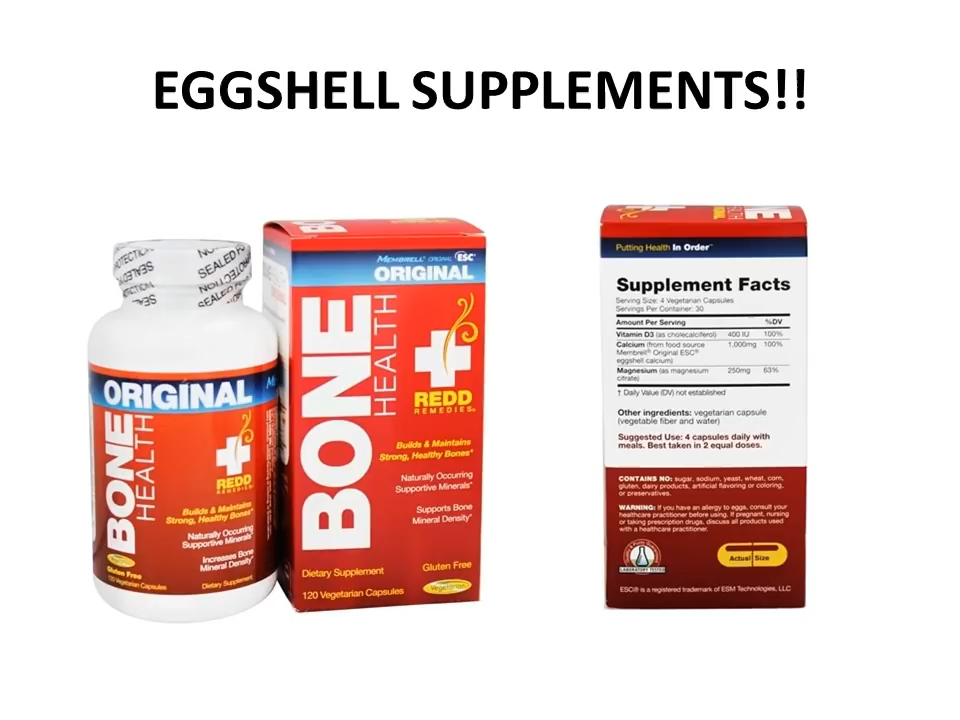 EGGSHELL SUPPLEMENTS!!
SEALED
ORIGINAL
BONE
HEALTH
REDD
REMEDIES
Builds & Maintains
Strong, Healthy Bones*
Naturally Occurring
Supportive Minerals*
Increases Bone
Mineral Density*
Gluten Free
120 Vegetarian Capsules
Dietary Supplement
BONE
MEMBRELL® ORIGINAL ESC®
ORIGINAL
BONE
HEALTH
REDD
REMEDIES®
Builds & Maintains
Strong, Healthy Bones*
Naturally Occurring
Supportive Minerals*
Supports Bone
Mineral Density*
Dietary Supplement
Gluten Free
120 Vegetarian Capsules
Vegetarian
Putting Health In Order™
Supplement Facts
Serving Size: 4 Vegetarian Capsules
Servings Per Container: 30
Amount Per Serving %DV
Vitamin D3 (as cholecalciferol) 400 IU 100%
Calcium (from food source 1,000mg 100%
Membrell® Original ESC®
eggshell calcium)
Magnesium (as magnesium 250mg 63%
citrate)
† Daily Value (DV) not established
Other ingredients: vegetarian capsule
(vegetable fiber and water)
Suggested Use: 4 capsules daily with
meals. Best taken in 2 equal doses.
CONTAINS NO: sugar, sodium, yeast, wheat, corn,
gluten, dairy products, artificial flavoring or coloring,
or preservatives.
WARNING: If you have an allergy to eggs, consult your
healthcare practitioner before using. If pregnant, nursing
or taking prescription drugs, discuss all products used
with a healthcare practitioner.
LABORATORY TESTED
Actual Size
ESC® is a registered trademark of ESM Technologies, LLC